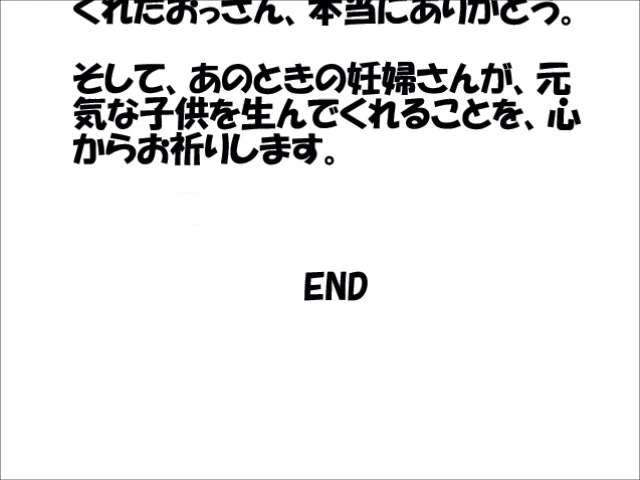 くれたおっさん、本当にありがとう。
そして、あのときの妊婦さんが、元
気な子供を生んでくれることを、心
からお祈りします。
END